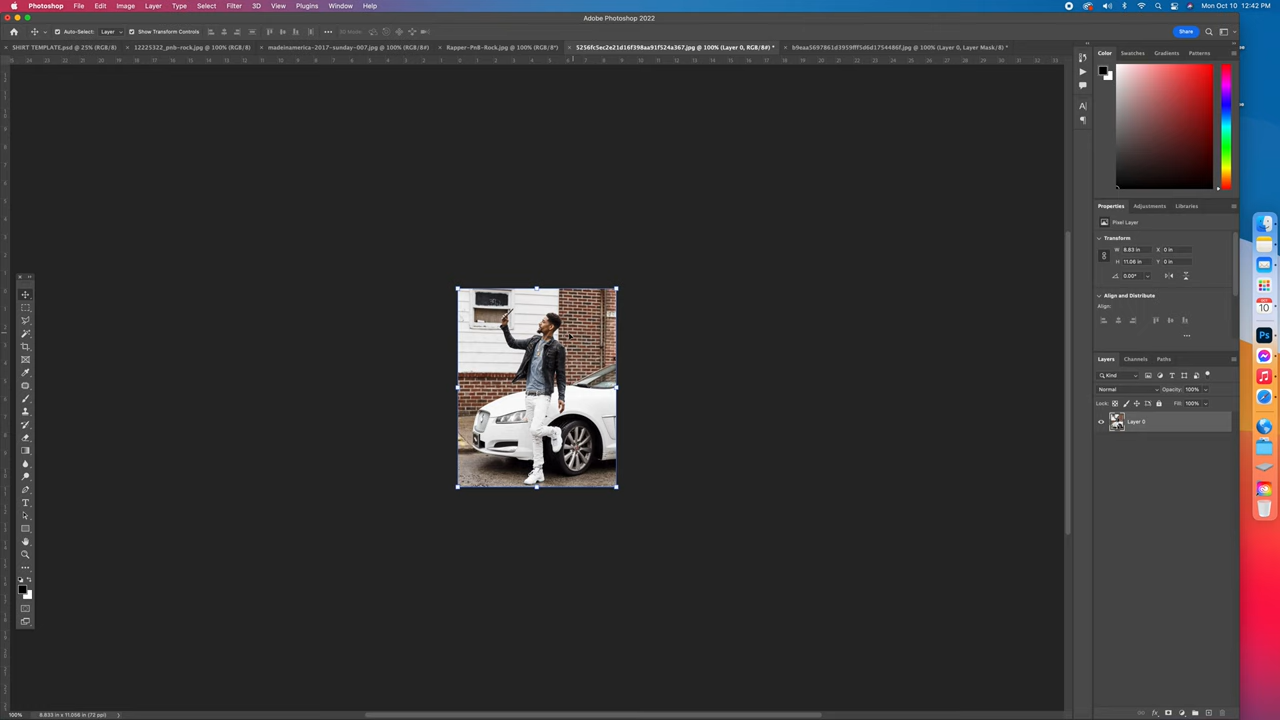 Photoshop File Edit Image Layer Type Select Filter 3D View Plugins Window Help
Mon Oct 10 12:42 PM
Adobe Photoshop 2022
Auto-Select: Layer Show Transform Controls 3D Mode: Share
SHIRT TEMPLATE.psd @ 25% (RGB/8) 12225322_pnb-rock.jpg @ 100% (RGB/8) madeinamerica-2017-sunday-007.jpg @ 100% (RGB/8#) Rapper-PnB-Rock.jpg @ 100% (RGB/8*) 5256fc5ec2e21d16f398aa91f524a367.jpg @ 100% (Layer 0, RGB/8#) * b9eaa5697861d3959ff5d6d1754486f.jpg @ 100% (Layer 0, Layer Mask/8) *
Color Swatches Gradients Patterns
Properties Adjustments Libraries
Pixel Layer
Transform
W 8.83 in X 0 in
H 11.06 in Y 0 in
0.00°
Align and Distribute
Align:
Layers Channels Paths
Kind
Normal Opacity: 100%
Lock: Fill: 100%
Layer 0
100% 8.833 in x 11.056 in (72 ppi)